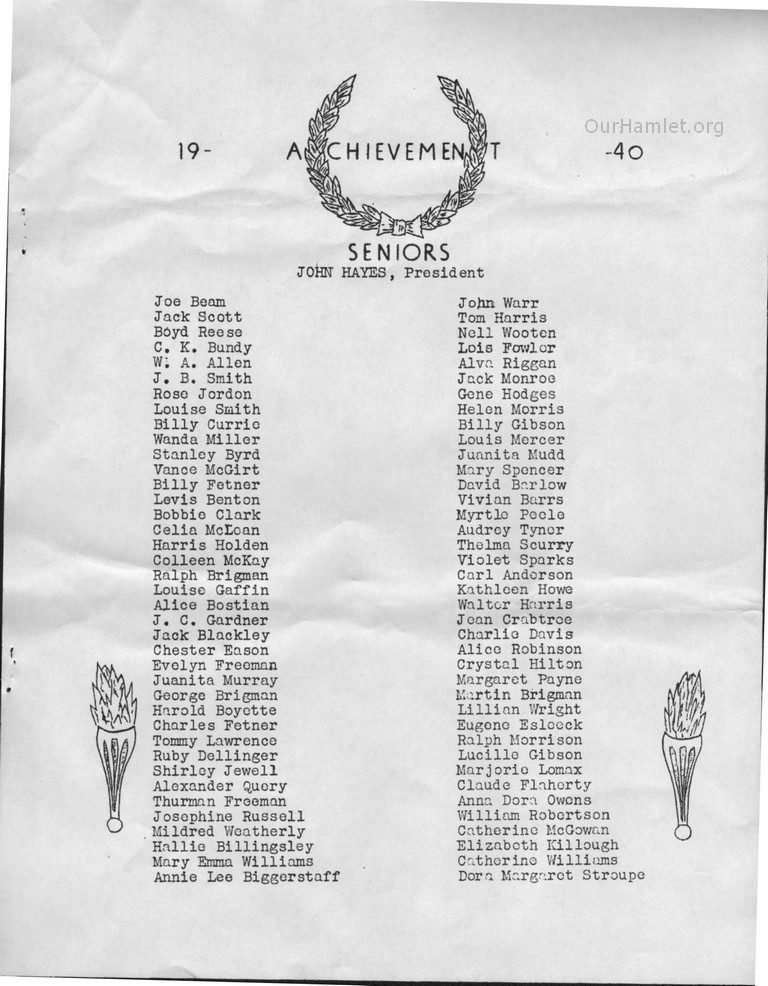 OurHamlet.org
19- ACHIEVEMENT -40
SENIORS
JOHN HAYES, President
Joe Beam
Jack Scott
Boyd Reese
C. K. Bundy
W. A. Allen
J. B. Smith
Rose Jordon
Louise Smith
Billy Currie
Wanda Miller
Stanley Byrd
Vance McGirt
Billy Fetner
Levis Benton
Bobbie Clark
Celia McLean
Harris Holden
Colleen McKay
Ralph Brigman
Louise Gaffin
Alice Bostian
J. C. Gardner
Jack Blackley
Chester Eason
Evelyn Freeman
Juanita Murray
George Brigman
Harold Boyette
Charles Fetner
Tommy Lawrence
Ruby Dellinger
Shirley Jewell
Alexander Query
Thurman Freeman
Josephine Russell
Mildred Weatherly
Hallie Billingsley
Mary Emma Williams
Annie Lee Biggerstaff
John Warr
Tom Harris
Nell Wooten
Lois Fowler
Alva Riggan
Jack Monroe
Gene Hodges
Helen Morris
Billy Gibson
Louis Mercer
Juanita Mudd
Mary Spencer
David Barlow
Vivian Barrs
Myrtle Poole
Audrey Tyner
Thelma Scurry
Violet Sparks
Carl Anderson
Kathleen Howe
Walter Harris
Jean Crabtree
Charlie Davis
Alice Robinson
Crystal Hilton
Margaret Payne
Martin Brigman
Lillian Wright
Eugene Esleeck
Ralph Morrison
Lucille Gibson
Marjorie Lomax
Claude Flaherty
Anna Dora Owens
William Robertson
Catherine McGowan
Elizabeth Killough
Catherine Williams
Dora Margaret Stroupe